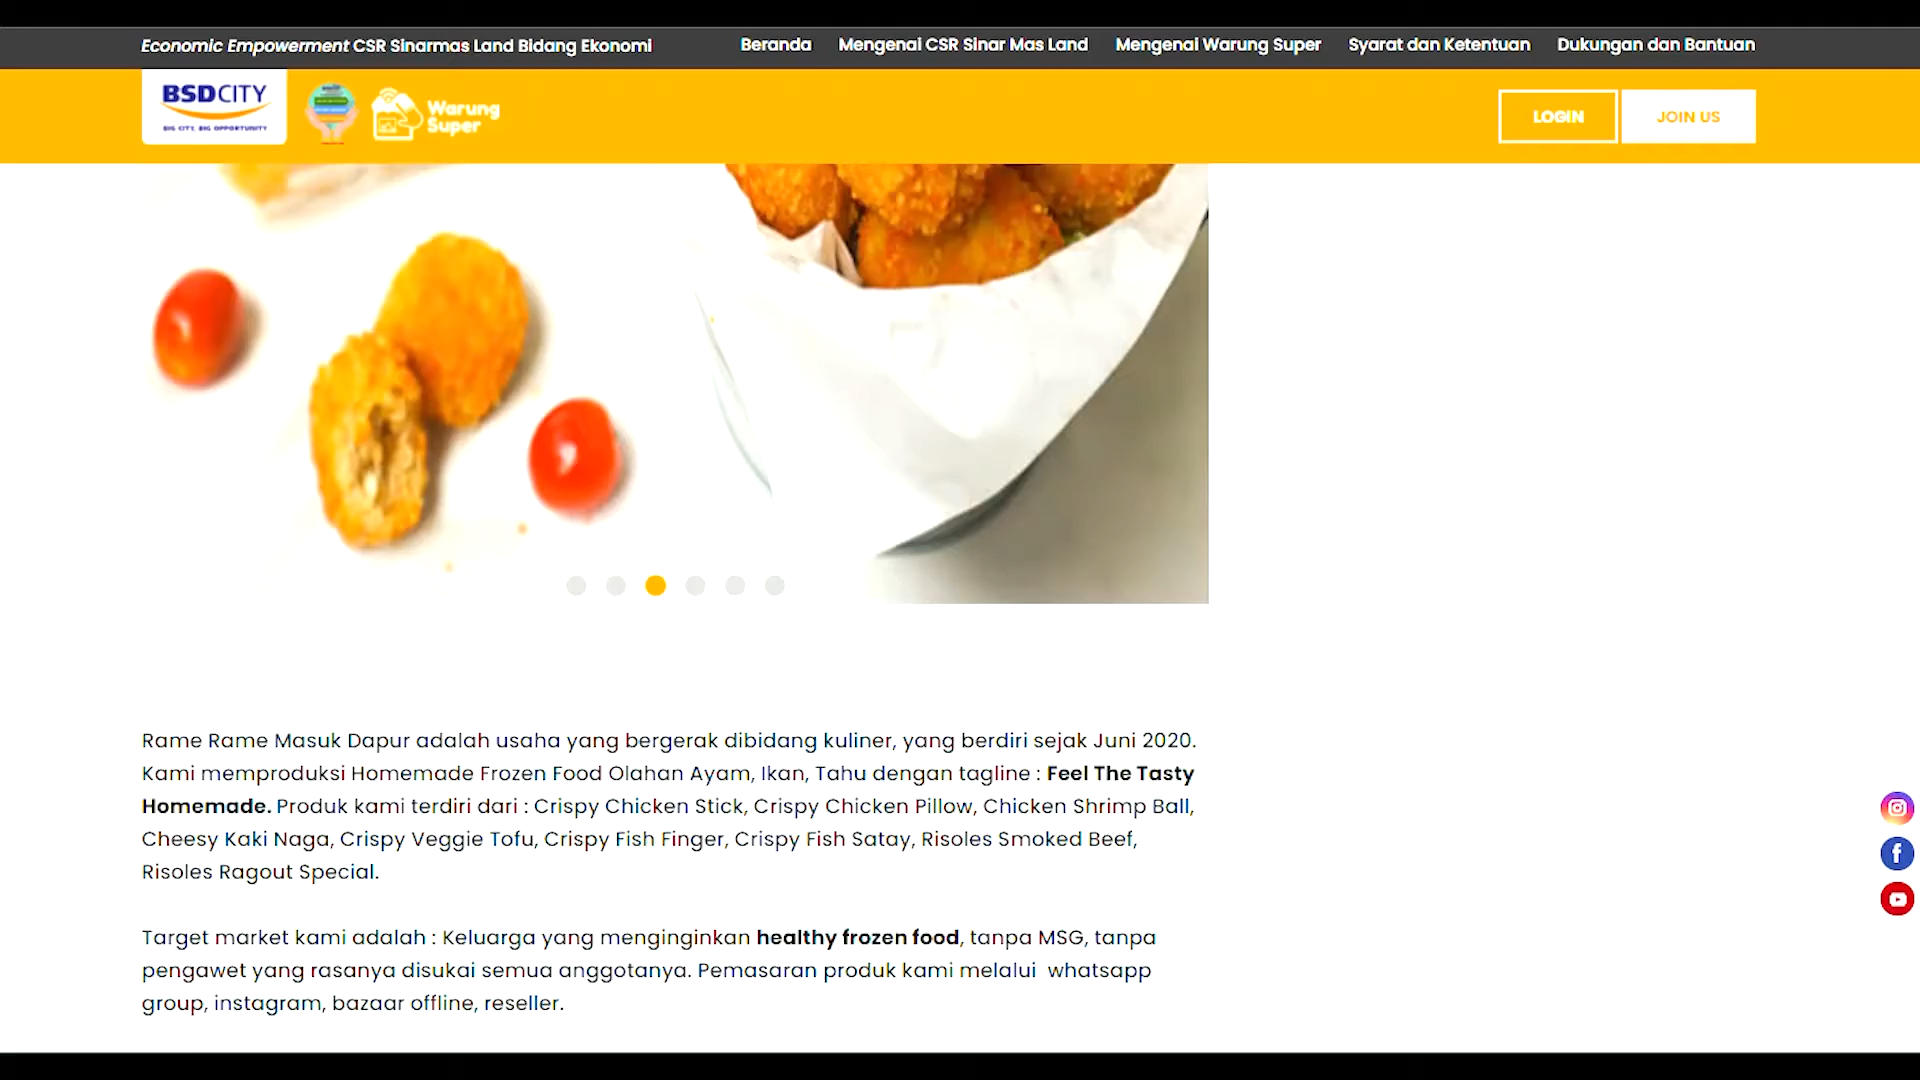 Economic Empowerment CSR Sinarmas Land Bidang Ekonomi
Beranda Mengenai CSR Sinar Mas Land Mengenai Warung Super Syarat dan Ketentuan Dukungan dan Bantuan
BSDCITY
BIG CITY, BIG OPPORTUNITY
Warung
Super
LOGIN
JOIN US
Rame Rame Masuk Dapur adalah usaha yang bergerak dibidang kuliner, yang berdiri sejak Juni 2020.
Kami memproduksi Homemade Frozen Food Olahan Ayam, Ikan, Tahu dengan tagline : Feel The Tasty
Homemade. Produk kami terdiri dari : Crispy Chicken Stick, Crispy Chicken Pillow, Chicken Shrimp Ball,
Cheesy Kaki Naga, Crispy Veggie Tofu, Crispy Fish Finger, Crispy Fish Satay, Risoles Smoked Beef,
Risoles Ragout Special.
Target market kami adalah : Keluarga yang menginginkan healthy frozen food, tanpa MSG, tanpa
pengawet yang rasanya disukai semua anggotanya. Pemasaran produk kami melalui whatsapp
group, instagram, bazaar offline, reseller.